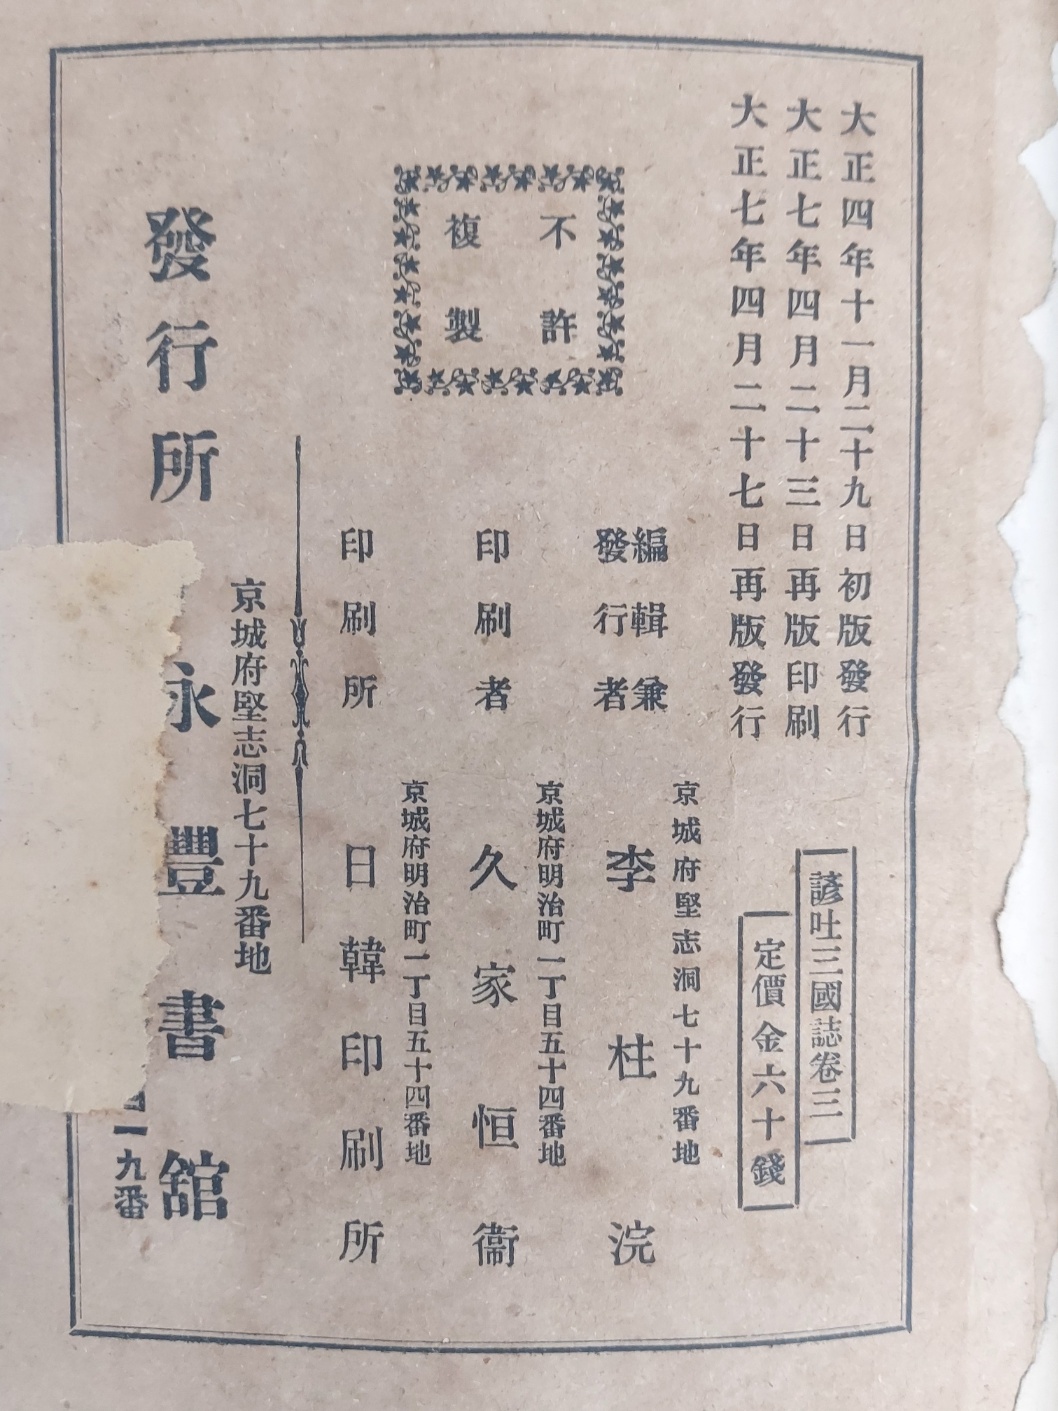 大正四年十一月二十九日初版發行
大正七年四月二十三日再版印刷
大正七年四月二十七日再版發行
諺吐三國誌卷三
定價金六十錢
不許
複製
編輯兼
發行者
京城府堅志洞七十九番地
李柱浣
印刷者
京城府明治町一丁目五十四番地
久家恒衞
印刷所
京城府明治町一丁目五十四番地
日韓印刷所
京城府堅志洞七十九番地
發行所
永豐書舘
一九番